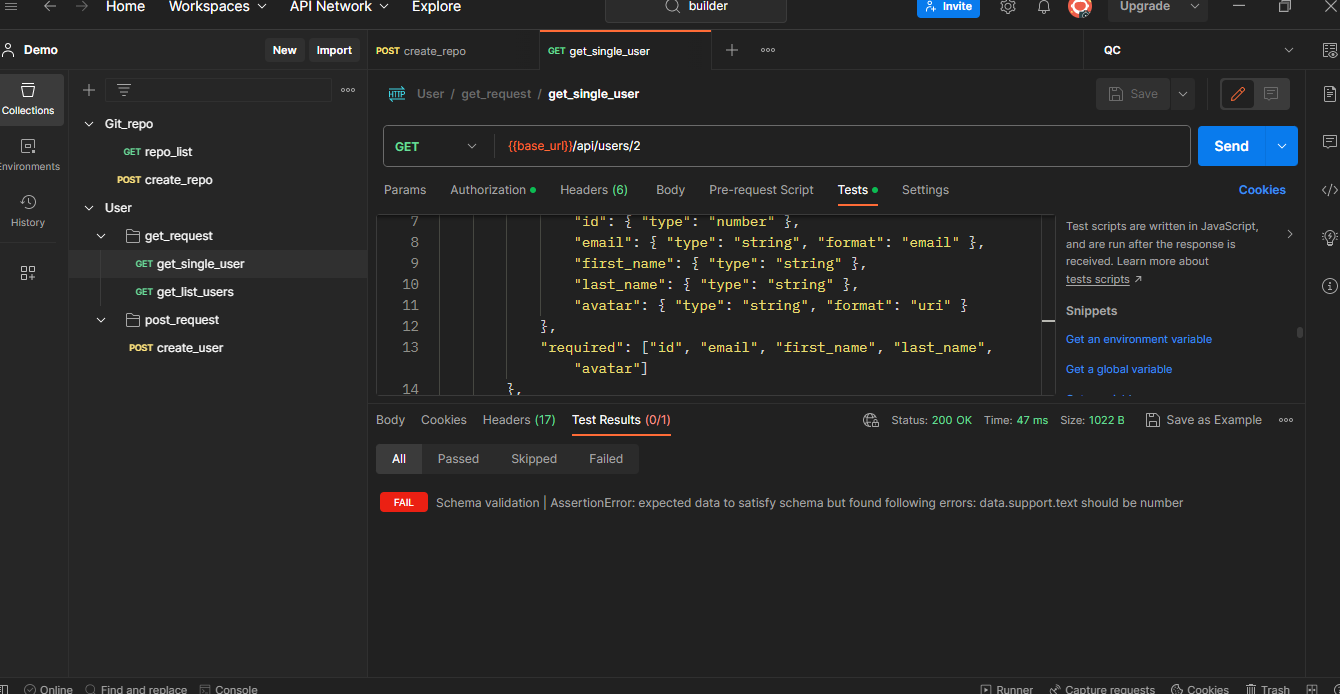 Home Workspaces API Network Explore builder Invite Upgrade
Demo New Import POST create_repo GET get_single_user QC
Collections
Environments
History
Git_repo
GET repo_list
POST create_repo
User
get_request
GET get_single_user
GET get_list_users
post_request
POST create_user
HTTP User / get_request / get_single_user Save
GET {{base_url}}/api/users/2 Send
Params Authorization Headers (6) Body Pre-request Script Tests Settings Cookies
7 "id": { "type": "number" },
8 "email": { "type": "string", "format": "email" },
9 "first_name": { "type": "string" },
10 "last_name": { "type": "string" },
11 "avatar": { "type": "string", "format": "uri" }
12 },
13 "required": ["id", "email", "first_name", "last_name",
"avatar"]
14 },
Test scripts are written in JavaScript,
and are run after the response is
received. Learn more about
tests scripts ↗
Snippets
Get an environment variable
Get a global variable
Body Cookies Headers (17) Test Results (0/1) Status: 200 OK Time: 47 ms Size: 1022 B Save as Example
All Passed Skipped Failed
FAIL Schema validation | AssertionError: expected data to satisfy schema but found following errors: data.support.text should be number
Online Find and replace Console Runner Capture requests Cookies Trash